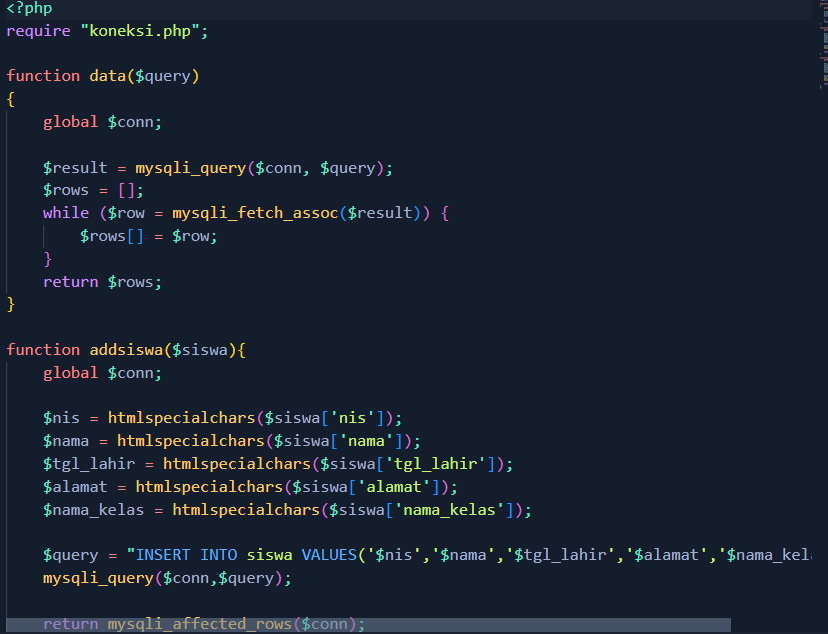 <?php
require "koneksi.php";
function data($query)
{
global $conn;
$result = mysqli_query($conn, $query);
$rows = [];
while ($row = mysqli_fetch_assoc($result)) {
$rows[] = $row;
}
return $rows;
}
function addsiswa($siswa){
global $conn;
$nis = htmlspecialchars($siswa['nis']);
$nama = htmlspecialchars($siswa['nama']);
$tgl_lahir = htmlspecialchars($siswa['tgl_lahir']);
$alamat = htmlspecialchars($siswa['alamat']);
$nama_kelas = htmlspecialchars($siswa['nama_kelas']);
$query = "INSERT INTO siswa VALUES('$nis','$nama','$tgl_lahir','$alamat','$nama_kel
mysqli_query($conn,$query);
return mysqli_affected_rows($conn);